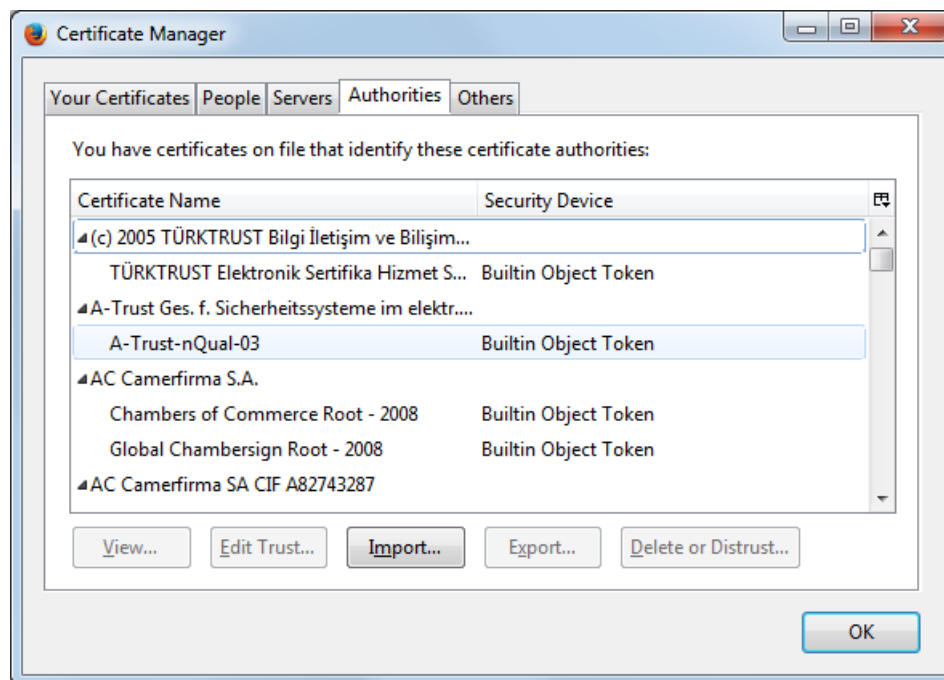 Certificate Manager
Your Certificates People Servers Authorities Others
You have certificates on file that identify these certificate authorities:
Certificate Name Security Device
(c) 2005 TÜRKTRUST Bilgi İletişim ve Bilişim...
TÜRKTRUST Elektronik Sertifika Hizmet S... Builtin Object Token
A-Trust Ges. f. Sicherheitssysteme im elektr....
A-Trust-nQual-03 Builtin Object Token
AC Camerfirma S.A.
Chambers of Commerce Root - 2008 Builtin Object Token
Global Chambersign Root - 2008 Builtin Object Token
AC Camerfirma SA CIF A82743287
View... Edit Trust... Import... Export... Delete or Distrust...
OK